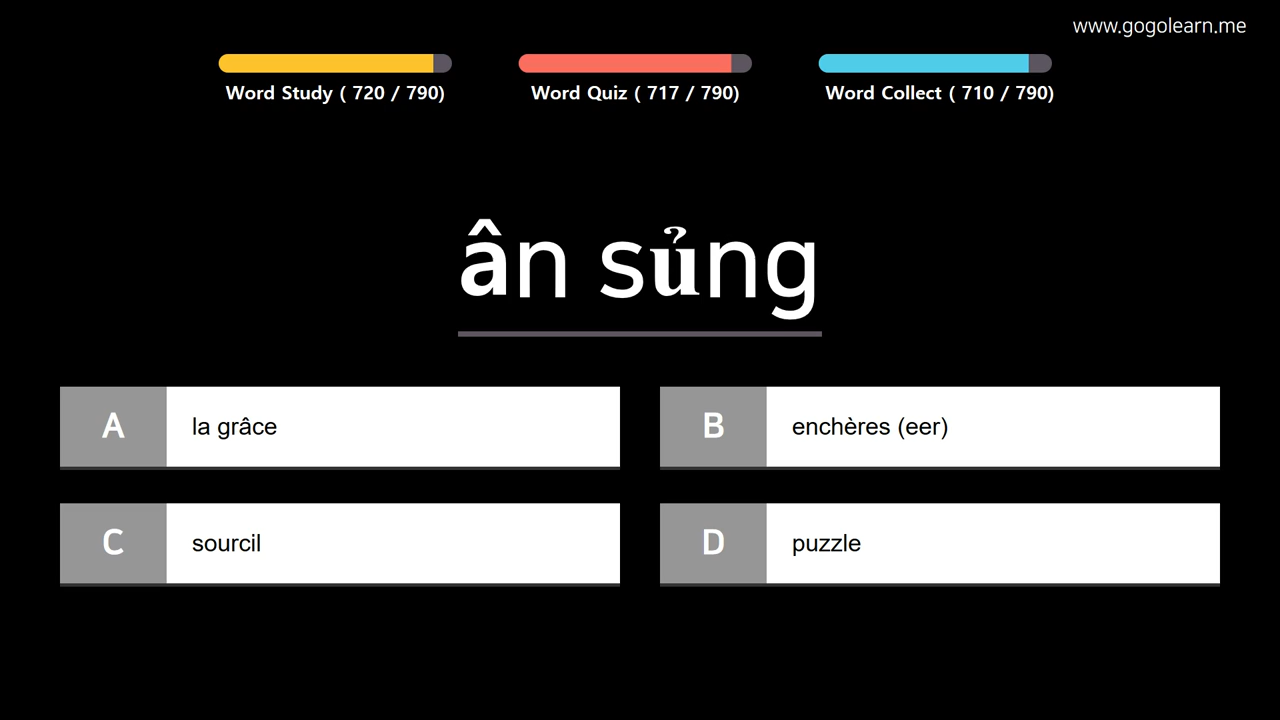 www.gogolearn.me
Word Study ( 720 / 790)
Word Quiz ( 717 / 790)
Word Collect ( 710 / 790)
ân sủng
A la grâce
B enchères (eer)
C sourcil
D puzzle